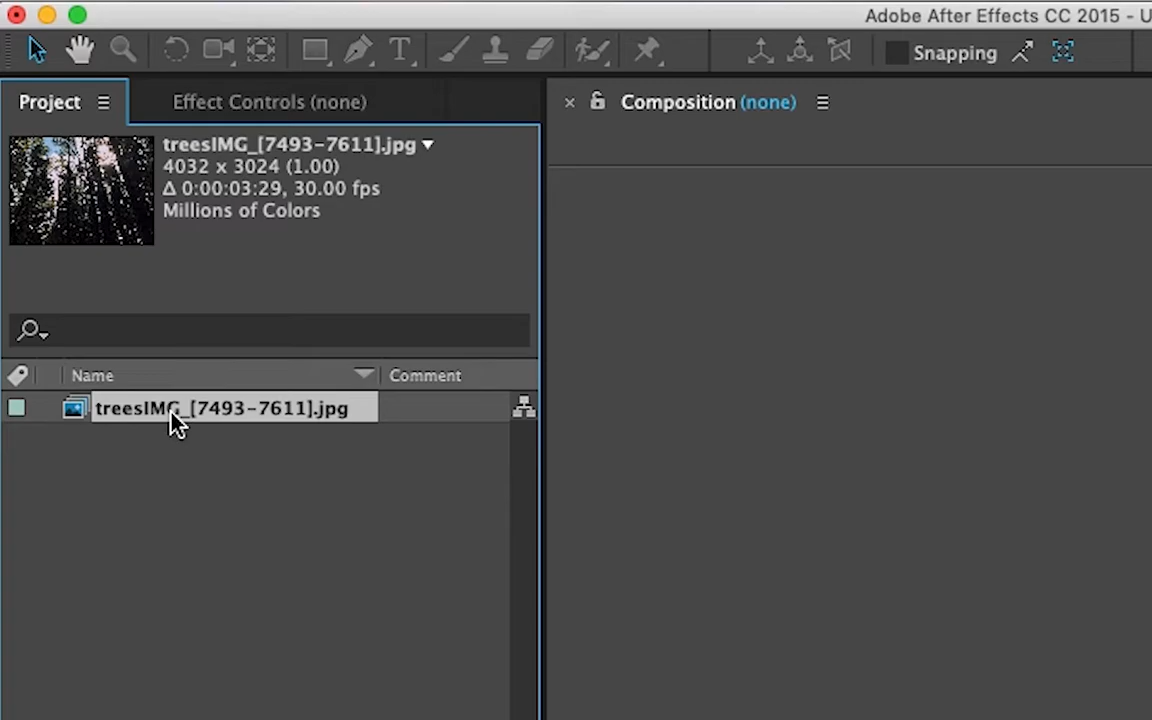 Adobe After Effects CC 2015 - U
Snapping
Project
Effect Controls (none)
Composition (none)
treesIMG_[7493-7611].jpg
4032 x 3024 (1.00)
Δ 0:00:03:29, 30.00 fps
Millions of Colors
Name
Comment
treesIMG_[7493-7611].jpg